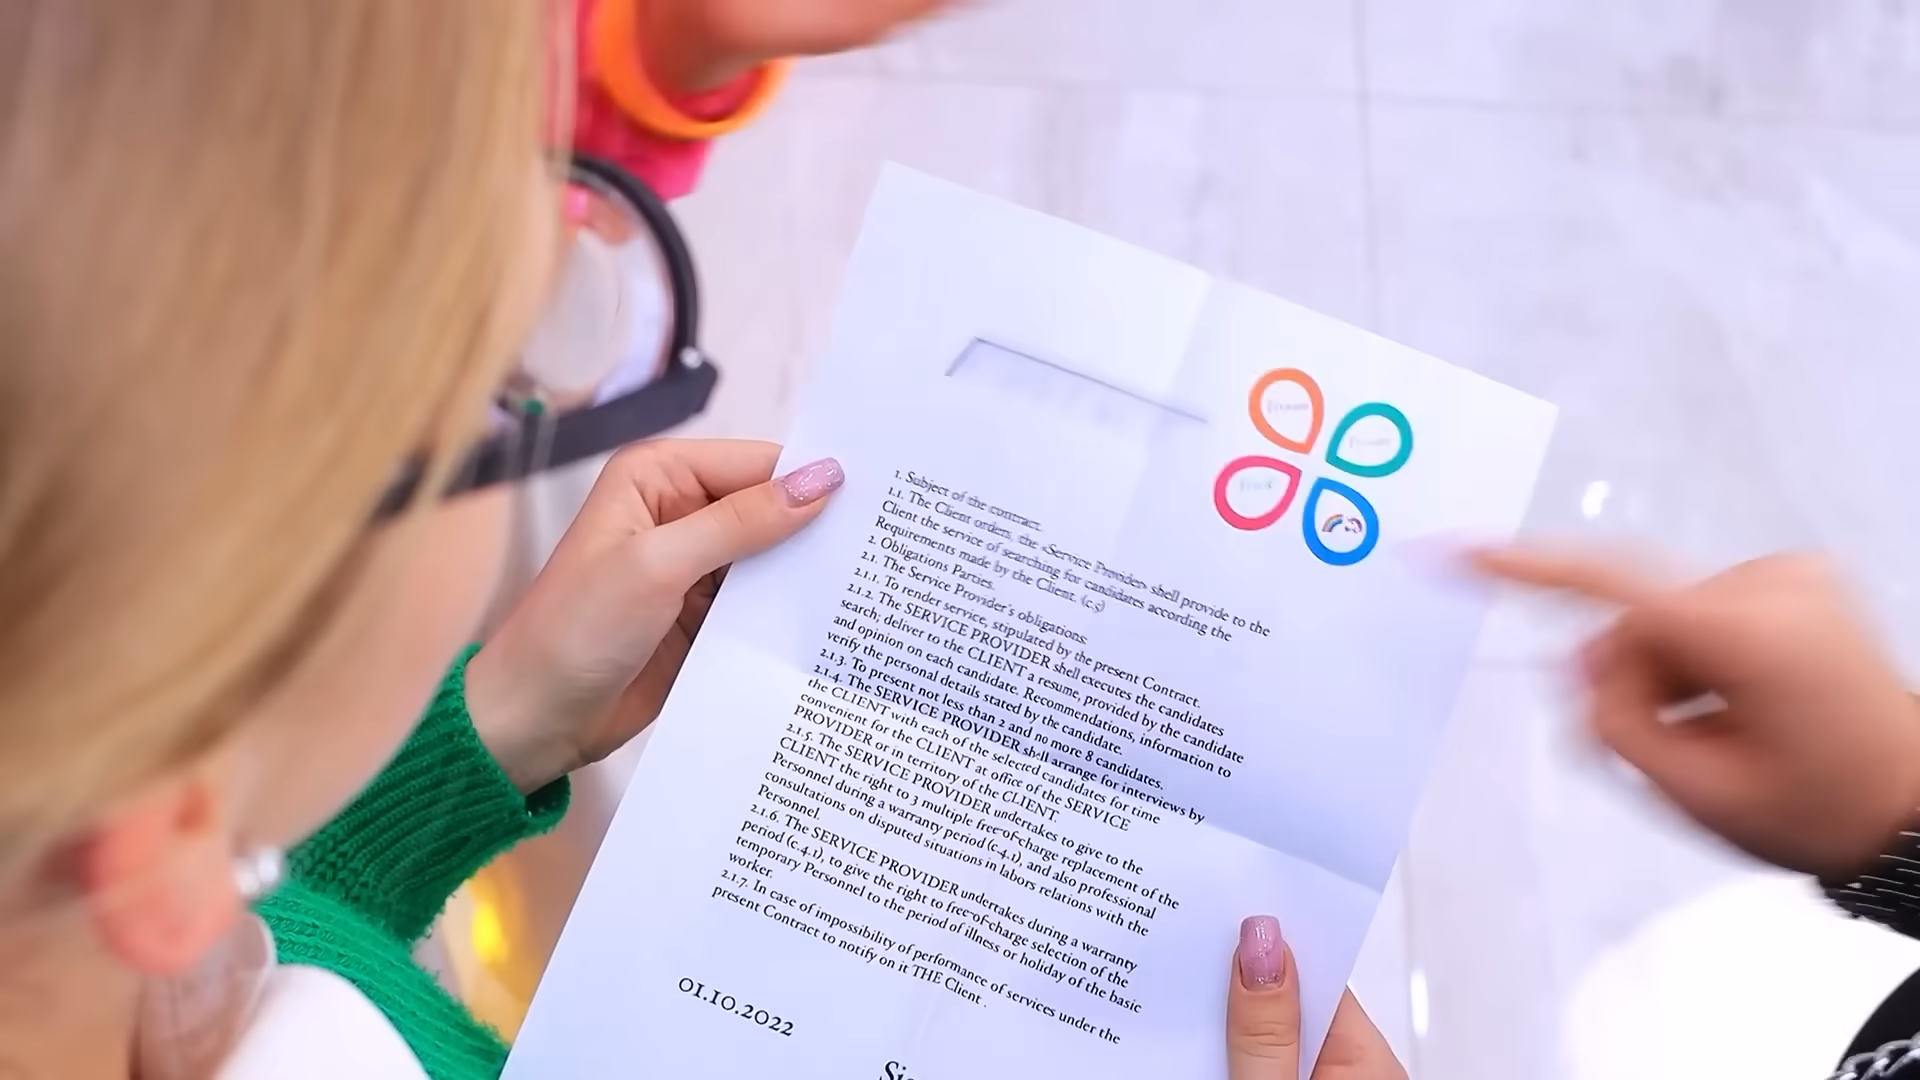 1. Subject of the contract.
1.1. The Client orders, the «Service Provider» shell provide to the
Client the service of searching for candidates according the
Requirements made by the Client. (c.5)
2. Obligations Parties.
2.1. The Service Provider's obligations:
2.1.1. To render service, stipulated by the present Contract.
2.1.2. The SERVICE PROVIDER shell executes the candidates
search; deliver to the CLIENT a resume, provided by the candidate
and opinion on each candidate. Recommendations, information to
verify the personal details stated by the candidate.
2.1.3. To present not less than 2 and no more 8 candidates.
2.1.4. The SERVICE PROVIDER shall arrange for interviews by
the CLIENT with each of the selected candidates for time
convenient for the CLIENT at office of the SERVICE
PROVIDER or in territory of the CLIENT.
2.1.5. The SERVICE PROVIDER undertakes to give to the
CLIENT the right to 3 multiple free-of-charge replacement of the
Personnel during a warranty period (c.4.1), and also professional
consultations on disputed situations in labors relations with the
Personnel.
2.1.6. The SERVICE PROVIDER undertakes during a warranty
period (c.4.1), to give the right to free-of-charge selection of the
temporary Personnel to the period of illness or holiday of the basic
worker.
2.1.7. In case of impossibility of performance of services under the
present Contract to notify on it THE Client .
01.10.2022